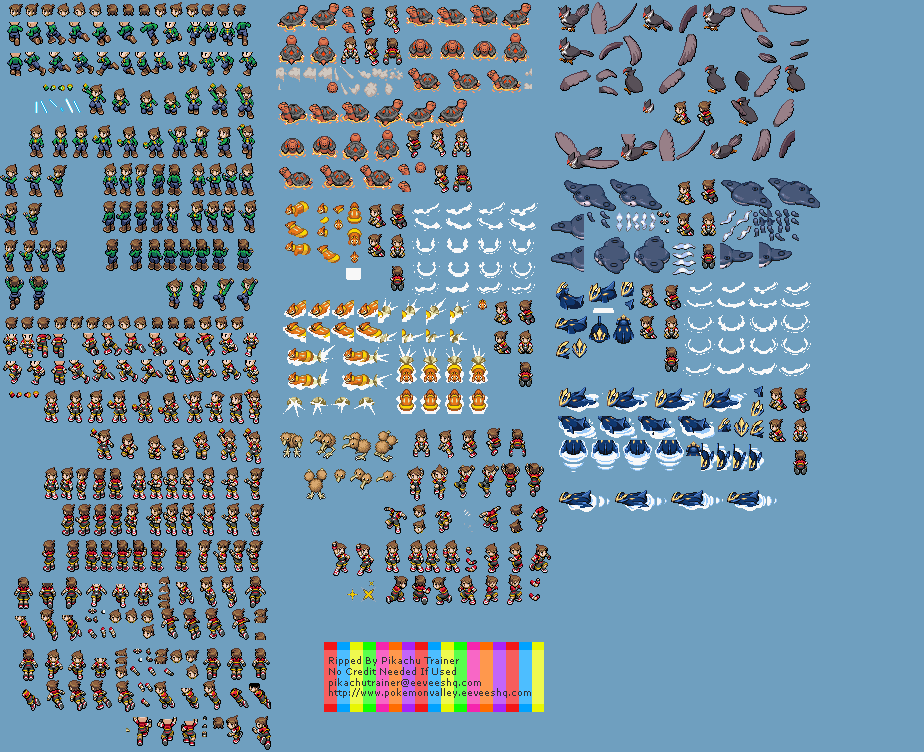 Ripped By Pikachu Trainer
No Credit Needed If Used
pikachutrainer@eeveeshq.com
http://www.pokemonvalley.eeveeshq.com